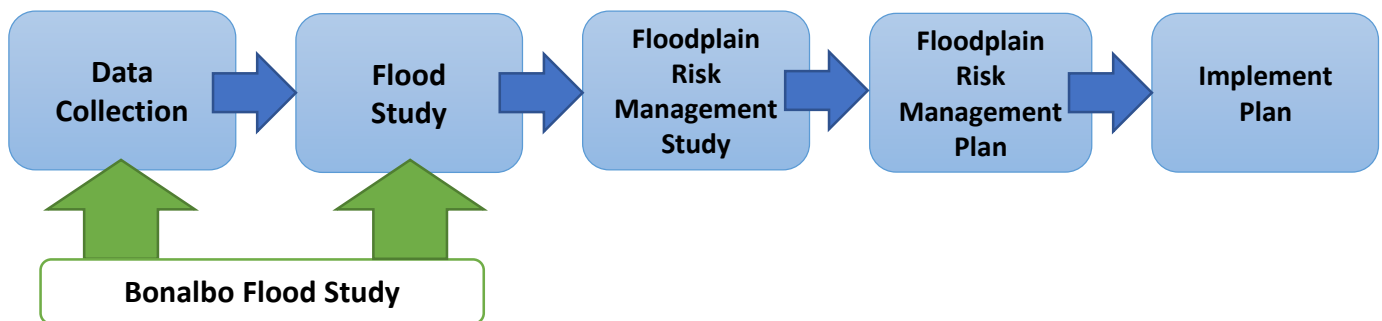 Data
Collection
Flood
Study
Floodplain
Risk
Management
Study
Floodplain
Risk
Management
Plan
Implement
Plan
Bonalbo Flood Study